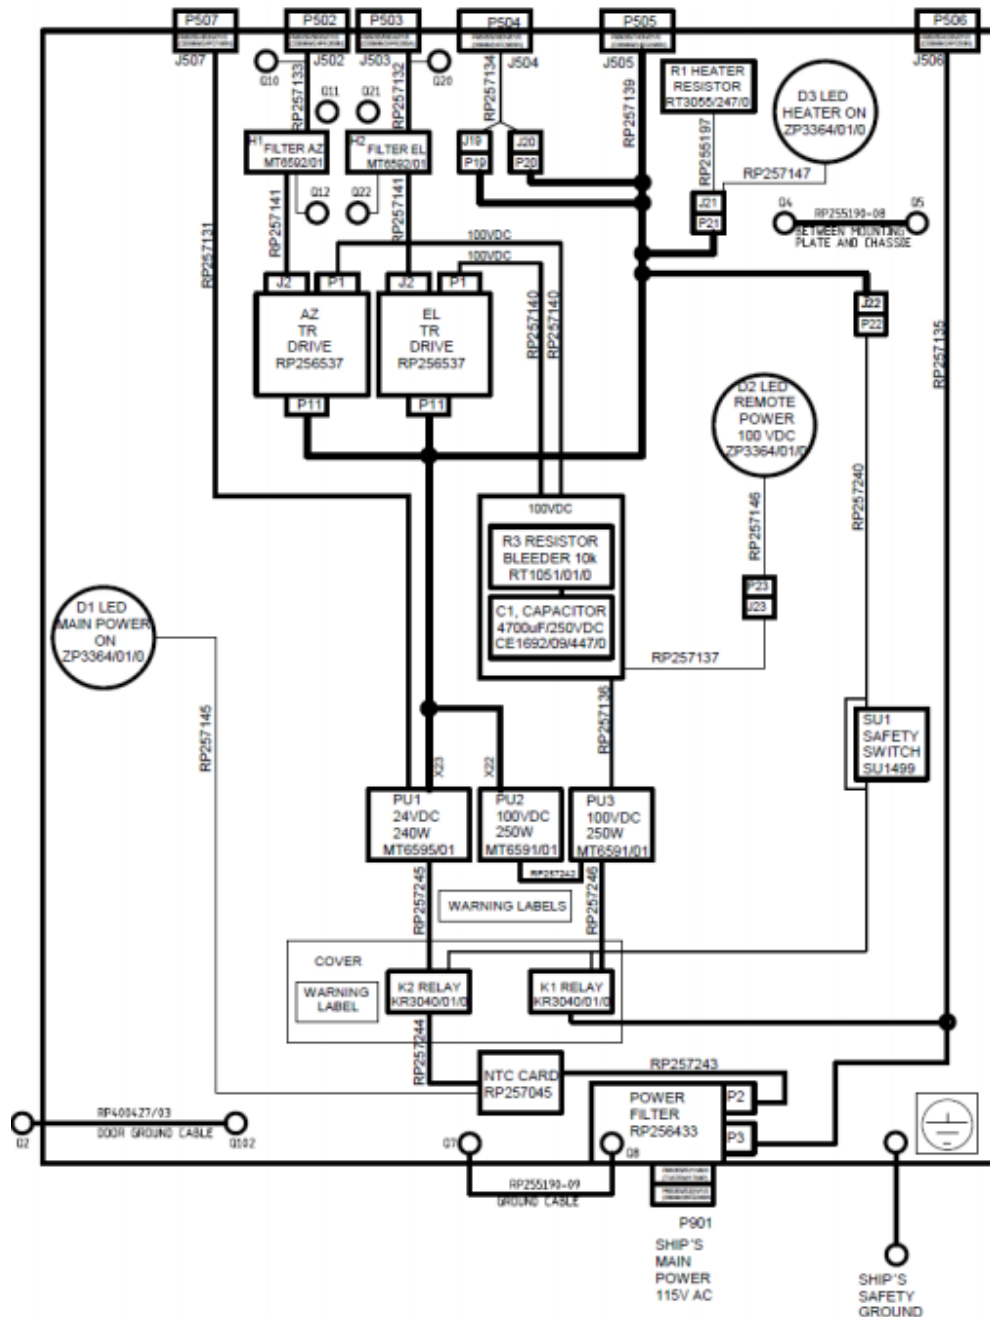 P507
P502
P503
P504
P505
P506
J507
J502
J503
J504
J505
J506
Q10
Q20
Q11
Q21
RP257133
RP257132
RP257134
RP257139
R1 HEATER
RESISTOR
RT3055/247/0
D3 LED
HEATER ON
ZP3364/01/0
H1
FILTER AZ
MT6592/01
H2
FILTER EL
MT6592/01
J19
P19
J20
P20
RP255197
RP257147
Q12
Q22
RP257141
RP257141
RP257131
J21
P21
Q4
RP255190-08
Q5
BETWEEN MOUNTING
PLATE AND CHASSIE
100VDC
100VDC
J2
P1
J2
P1
AZ
TR
DRIVE
RP256537
EL
TR
DRIVE
RP256537
P11
P11
RP257140
RP257140
J22
P22
RP257135
D2 LED
REMOTE
POWER
100 VDC
ZP3364/01/0
RP257240
RP257146
100VDC
R3 RESISTOR
BLEEDER 10k
RT1051/01/0
C1, CAPACITOR
4700uF/250VDC
CE1692/09/447/0
P23
J23
RP257137
D1 LED
MAIN POWER
ON
ZP3364/01/0
RP257145
RP257136
SU1
SAFETY
SWITCH
SU1499
X23
X22
PU1
24VDC
240W
MT6595/01
PU2
100VDC
250W
MT6591/01
PU3
100VDC
250W
MT6591/01
RP257242
RP257245
RP257246
WARNING LABELS
COVER
WARNING
LABEL
K2 RELAY
KR3040/01/0
K1 RELAY
KR3040/01/0
RP257244
NTC CARD
RP257045
RP257243
POWER
FILTER
RP256433
P2
P3
RP400427/03
DOOR GROUND CABLE
Q2
Q102
Q7
Q8
RP255190-09
GROUND CABLE
P901
SHIP'S
MAIN
POWER
115V AC
SHIP'S
SAFETY
GROUND